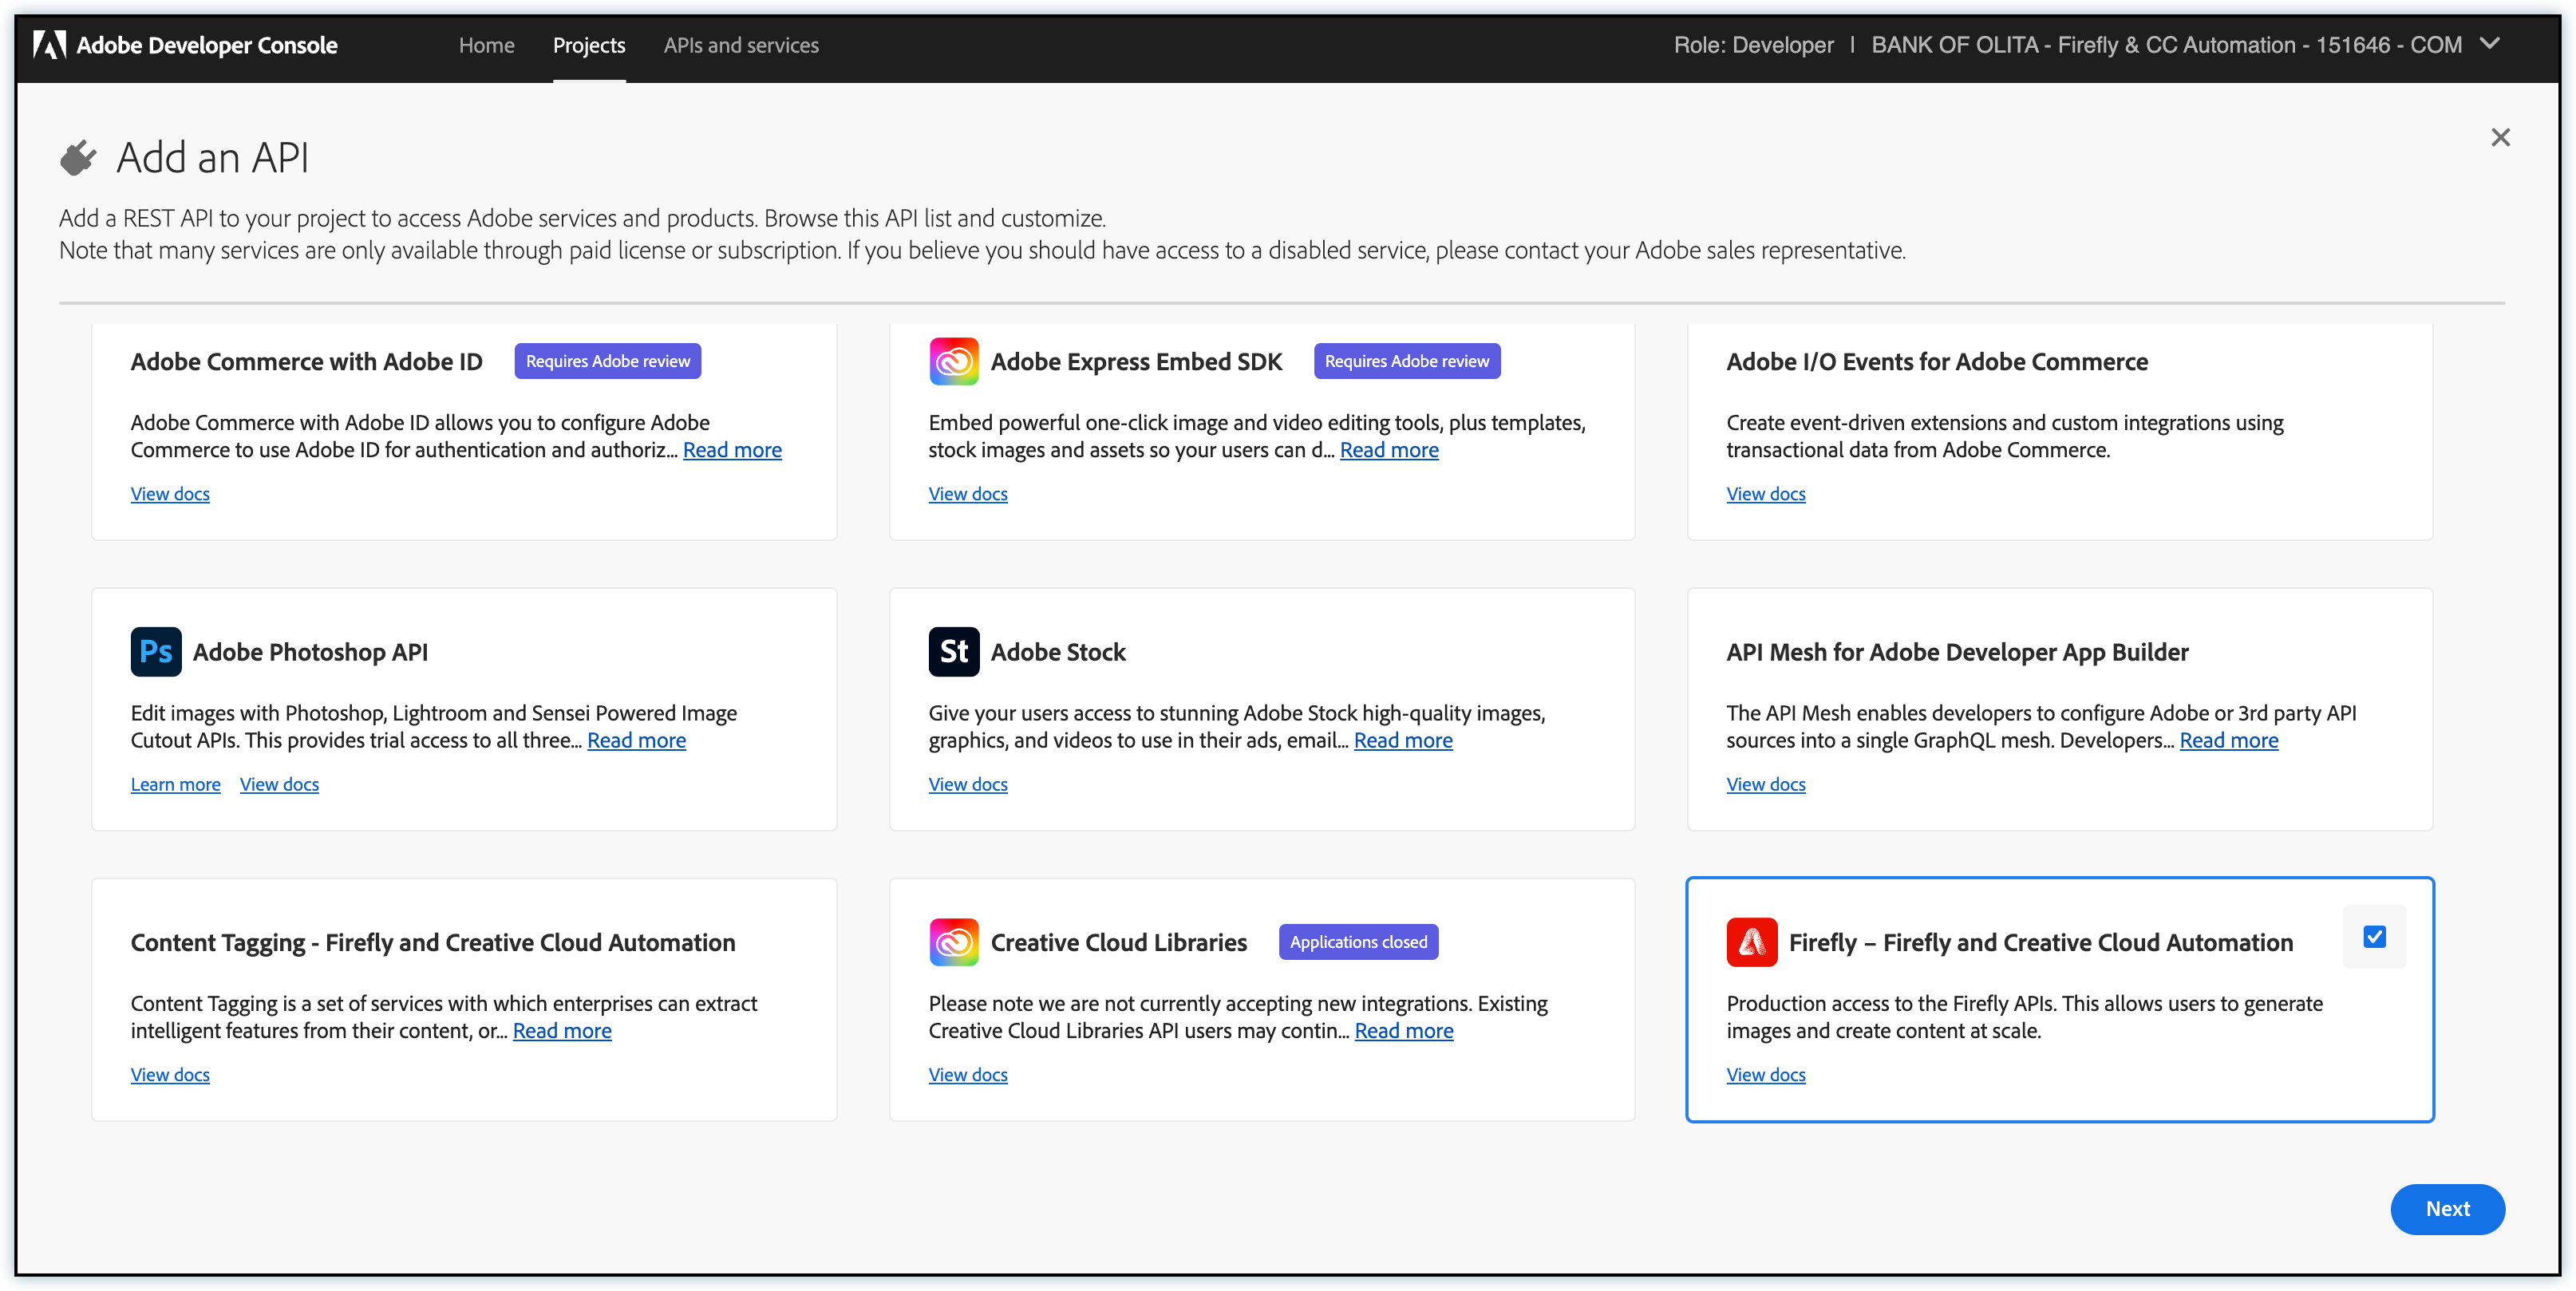 Adobe Developer Console
Home
Projects
APIs and services
Role: Developer | BANK OF OLITA - Firefly & CC Automation - 151646 - COM
Add an API
Add a REST API to your project to access Adobe services and products. Browse this API list and customize.
Note that many services are only available through paid license or subscription. If you believe you should have access to a disabled service, please contact your Adobe sales representative.
Adobe Commerce with Adobe ID
Requires Adobe review
Adobe Commerce with Adobe ID allows you to configure Adobe
Commerce to use Adobe ID for authentication and authoriz... Read more
View docs
Adobe Express Embed SDK
Requires Adobe review
Embed powerful one-click image and video editing tools, plus templates,
stock images and assets so your users can d... Read more
View docs
Adobe I/O Events for Adobe Commerce
Create event-driven extensions and custom integrations using
transactional data from Adobe Commerce.
View docs
Ps
Adobe Photoshop API
Edit images with Photoshop, Lightroom and Sensei Powered Image
Cutout APIs. This provides trial access to all three... Read more
Learn more
View docs
St
Adobe Stock
Give your users access to stunning Adobe Stock high-quality images,
graphics, and videos to use in their ads, email... Read more
View docs
API Mesh for Adobe Developer App Builder
The API Mesh enables developers to configure Adobe or 3rd party API
sources into a single GraphQL mesh. Developers... Read more
View docs
Content Tagging - Firefly and Creative Cloud Automation
Content Tagging is a set of services with which enterprises can extract
intelligent features from their content, or... Read more
View docs
Creative Cloud Libraries
Applications closed
Please note we are not currently accepting new integrations. Existing
Creative Cloud Libraries API users may contin... Read more
View docs
Firefly – Firefly and Creative Cloud Automation
Production access to the Firefly APIs. This allows users to generate
images and create content at scale.
View docs
Next